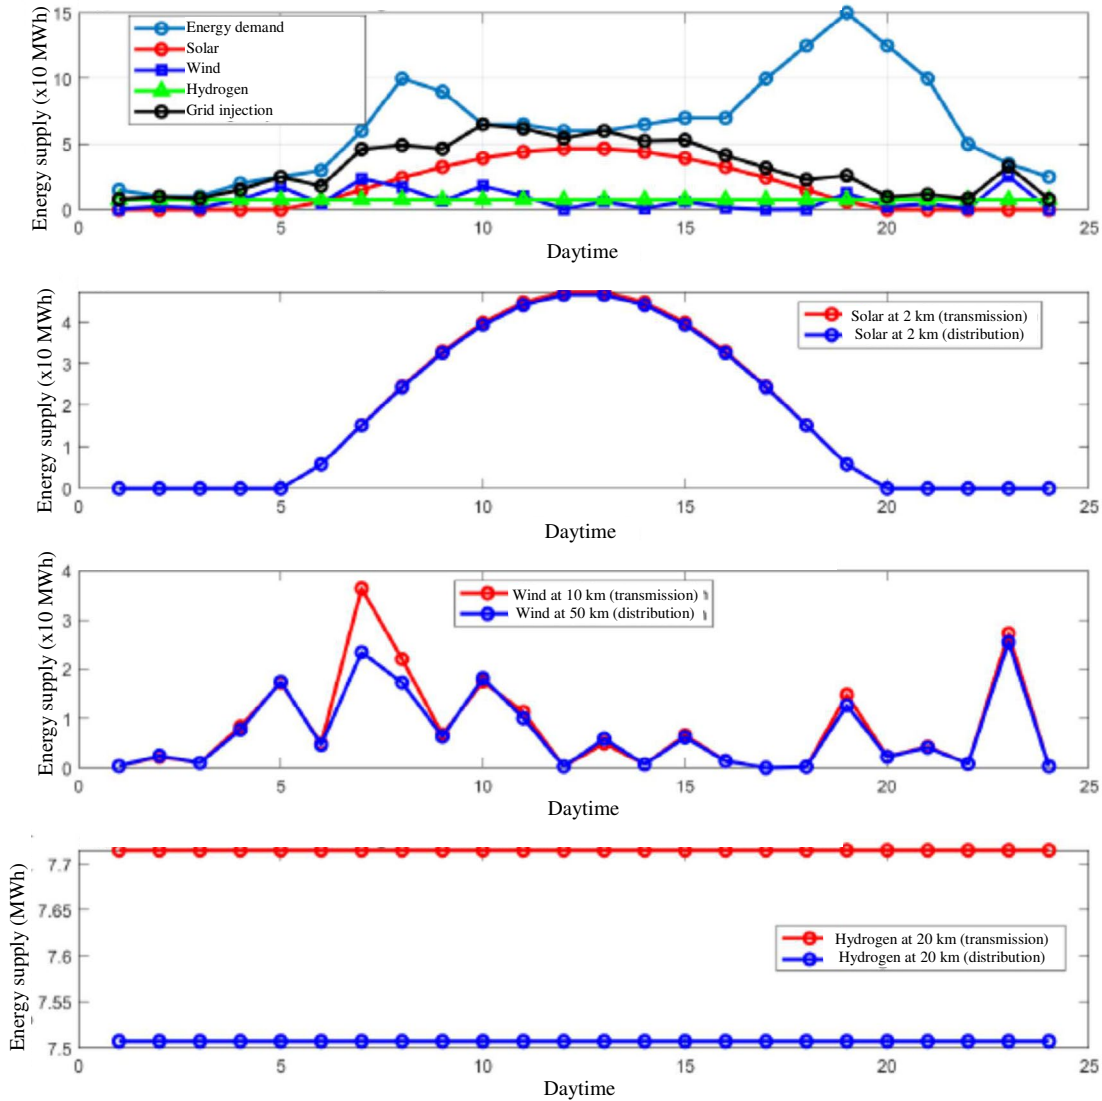 Energy supply (x10 MWh)
15
10
5
0
Energy demand
Solar
Wind
Hydrogen
Grid injection
0
5
10
15
20
25
Daytime
Energy supply (x10 MWh)
4
3
2
1
0
Solar at 2 km (transmission)
Solar at 2 km (distribution)
0
5
10
15
20
25
Daytime
Energy supply (x10 MWh)
4
3
2
1
0
Wind at 10 km (transmission)
Wind at 50 km (distribution)
0
5
10
15
20
25
Daytime
Energy supply (MWh)
7.7
7.65
7.6
7.55
7.5
Hydrogen at 20 km (transmission)
Hydrogen at 20 km (distribution)
0
5
10
15
20
25
Daytime